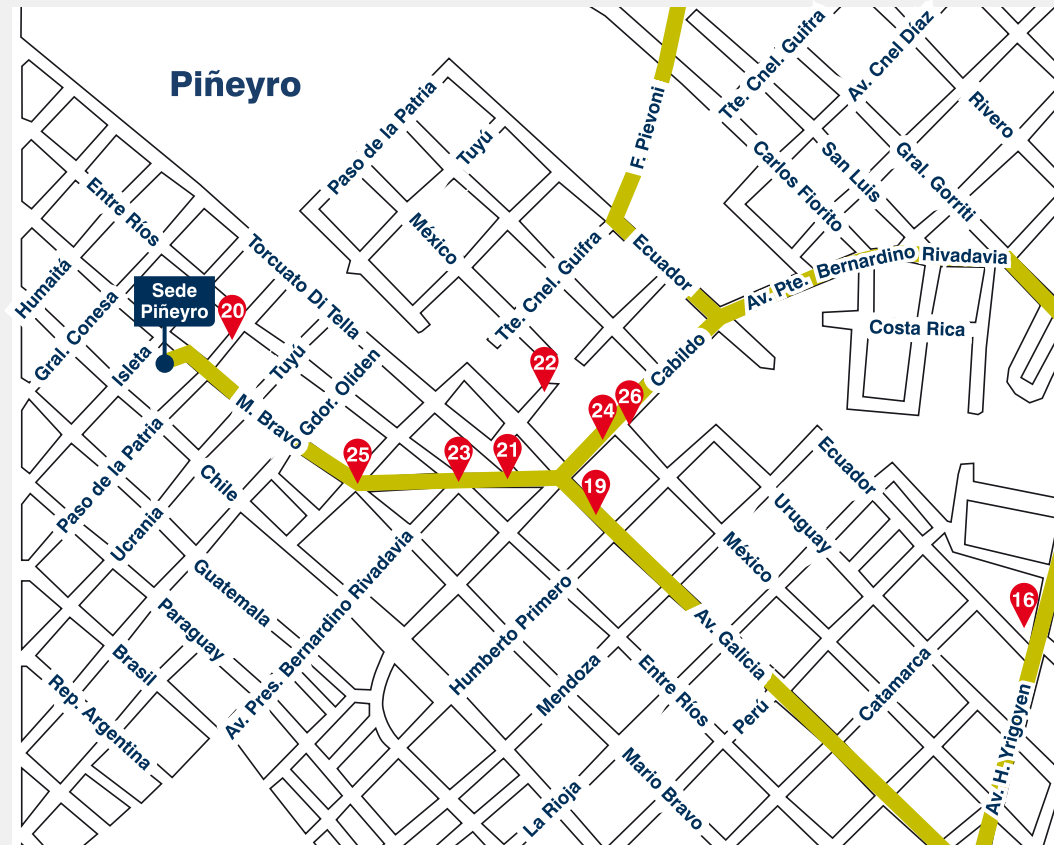 Piñeyro
F. Pievoni
Tte. Cnel. Guifra
Av. Cnel Díaz
Rivero
Paso de la Patria
Tuyú
México
Carlos Fiorito
San Luis
Gral. Gorriti
Entre Ríos
Humaitá
Gral. Conesa
Torcuato Di Tella
Tte. Cnel. Guifra
Ecuador
Av. Pte.
Bernardino
Rivadavia
Costa Rica
Sede
Piñeyro
20
Isleta
Tuyú
Gdor. Oliden
M. Bravo
22
Cabildo
26
24
25
23
21
19
Paso de la Patria
Chile
Ucrania
Ecuador
Uruguay
México
Guatemala
Paraguay
Brasil
Rep. Argentina
Av. Pres. Bernardino Rivadavia
Humberto Primero
Mendoza
Av. Galicia
Entre Ríos
Perú
Catamarca
16
Av. H. Yrigoyen
Mario Bravo
La Rioja